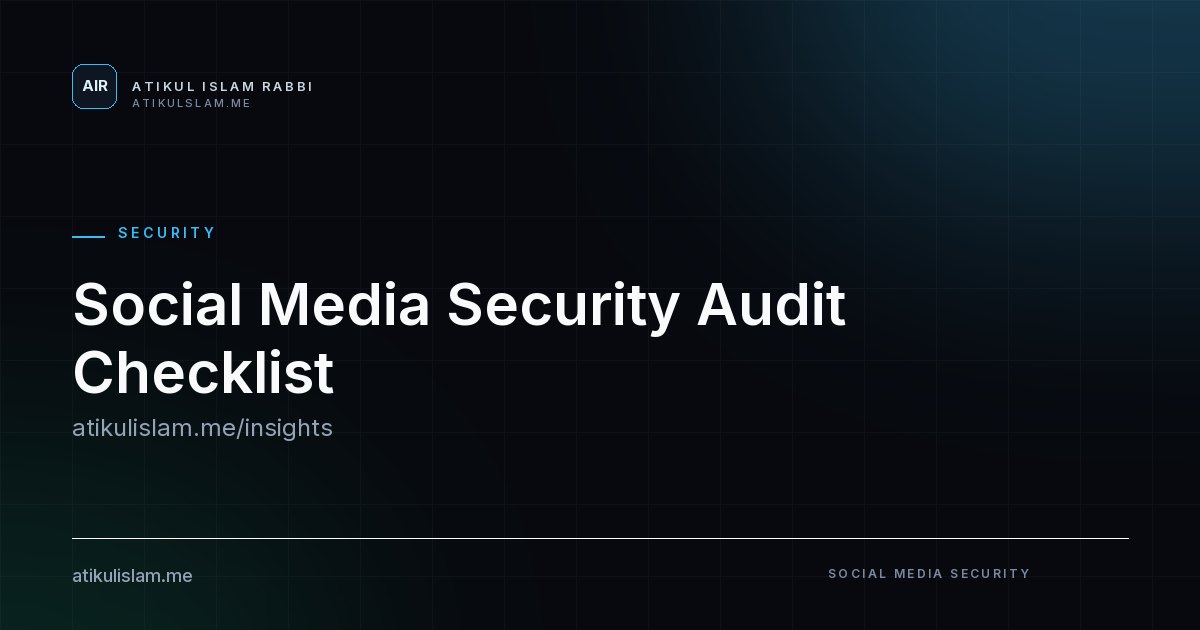 AIR
ATIKUL ISLAM RABBI
ATIKULSLAM.ME
SECURITY
Social Media Security Audit
Checklist
atikulislam.me/insights
atikulislam.me
SOCIAL MEDIA SECURITY